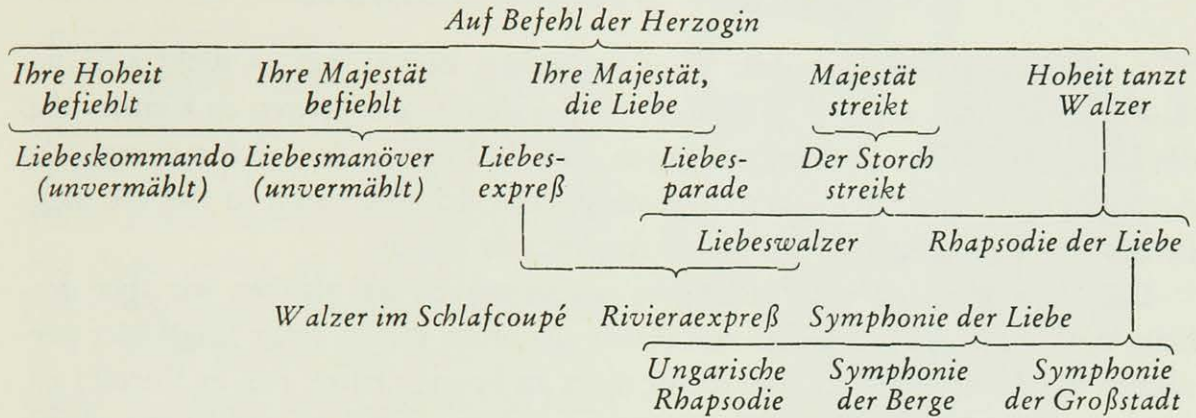 Auf Befehl der Herzogin
Ihre Hoheit befiehlt Ihre Majestät befiehlt Ihre Majestät, die Liebe Majestät streikt Hoheit tanzt Walzer
Liebeskommando (unvermählt) Liebesmanöver (unvermählt) Liebes-expreß Liebes-parade Der Storch streikt
Liebeswalzer Rhapsodie der Liebe
Walzer im Schlafcoupé Rivieraexpreß Symphonie der Liebe
Ungarische Rhapsodie Symphonie der Berge Symphonie der Großstadt